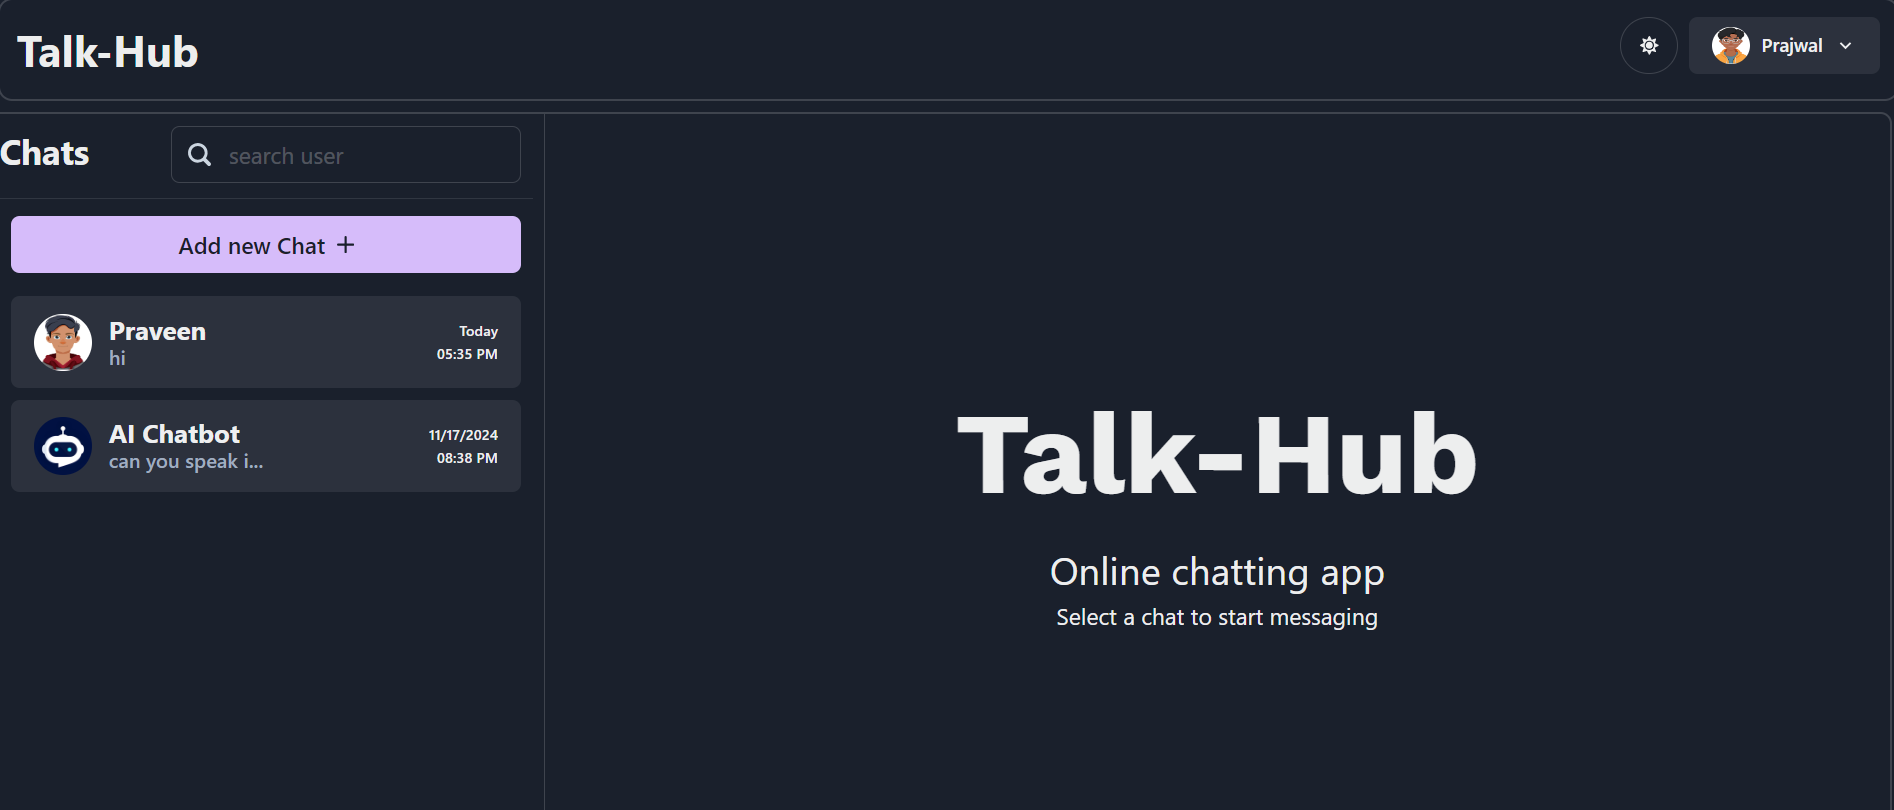 Talk-Hub
Prajwal
Chats
search user
Add new Chat +
Praveen
hi
Today
05:35 PM
AI Chatbot
can you speak i...
11/17/2024
08:38 PM
Talk-Hub
Online chatting app
Select a chat to start messaging